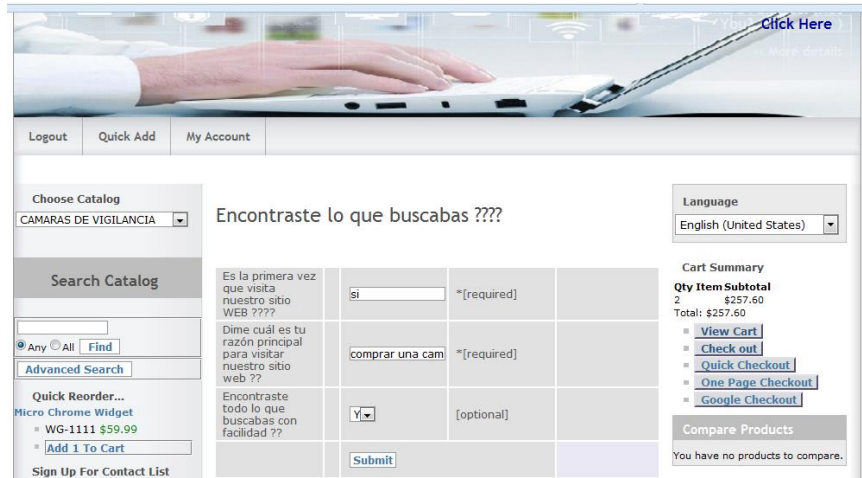 You
Click Here
More details
Logout Quick Add My Account
Choose Catalog
CAMARAS DE VIGILANCIA
Search Catalog
Any All Find
Advanced Search
Quick Reorder...
Micro Chrome Widget
WG-1111 $59.99
Add 1 To Cart
Sign Up For Contact List
Encontraste lo que buscabas ????
Es la primera vez
que visita
nuestro sitio
WEB ????
si
*[required]
Dime cuál es tu
razón principal
para visitar
nuestro sitio
web ??
comprar una cam
*[required]
Encontraste
todo lo que
buscabas con
facilidad ??
Y
[optional]
Submit
Language
English (United States)
Cart Summary
Qty Item Subtotal
2 $257.60
Total: $257.60
View Cart
Check out
Quick Checkout
One Page Checkout
Google Checkout
Compare Products
You have no products to compare.